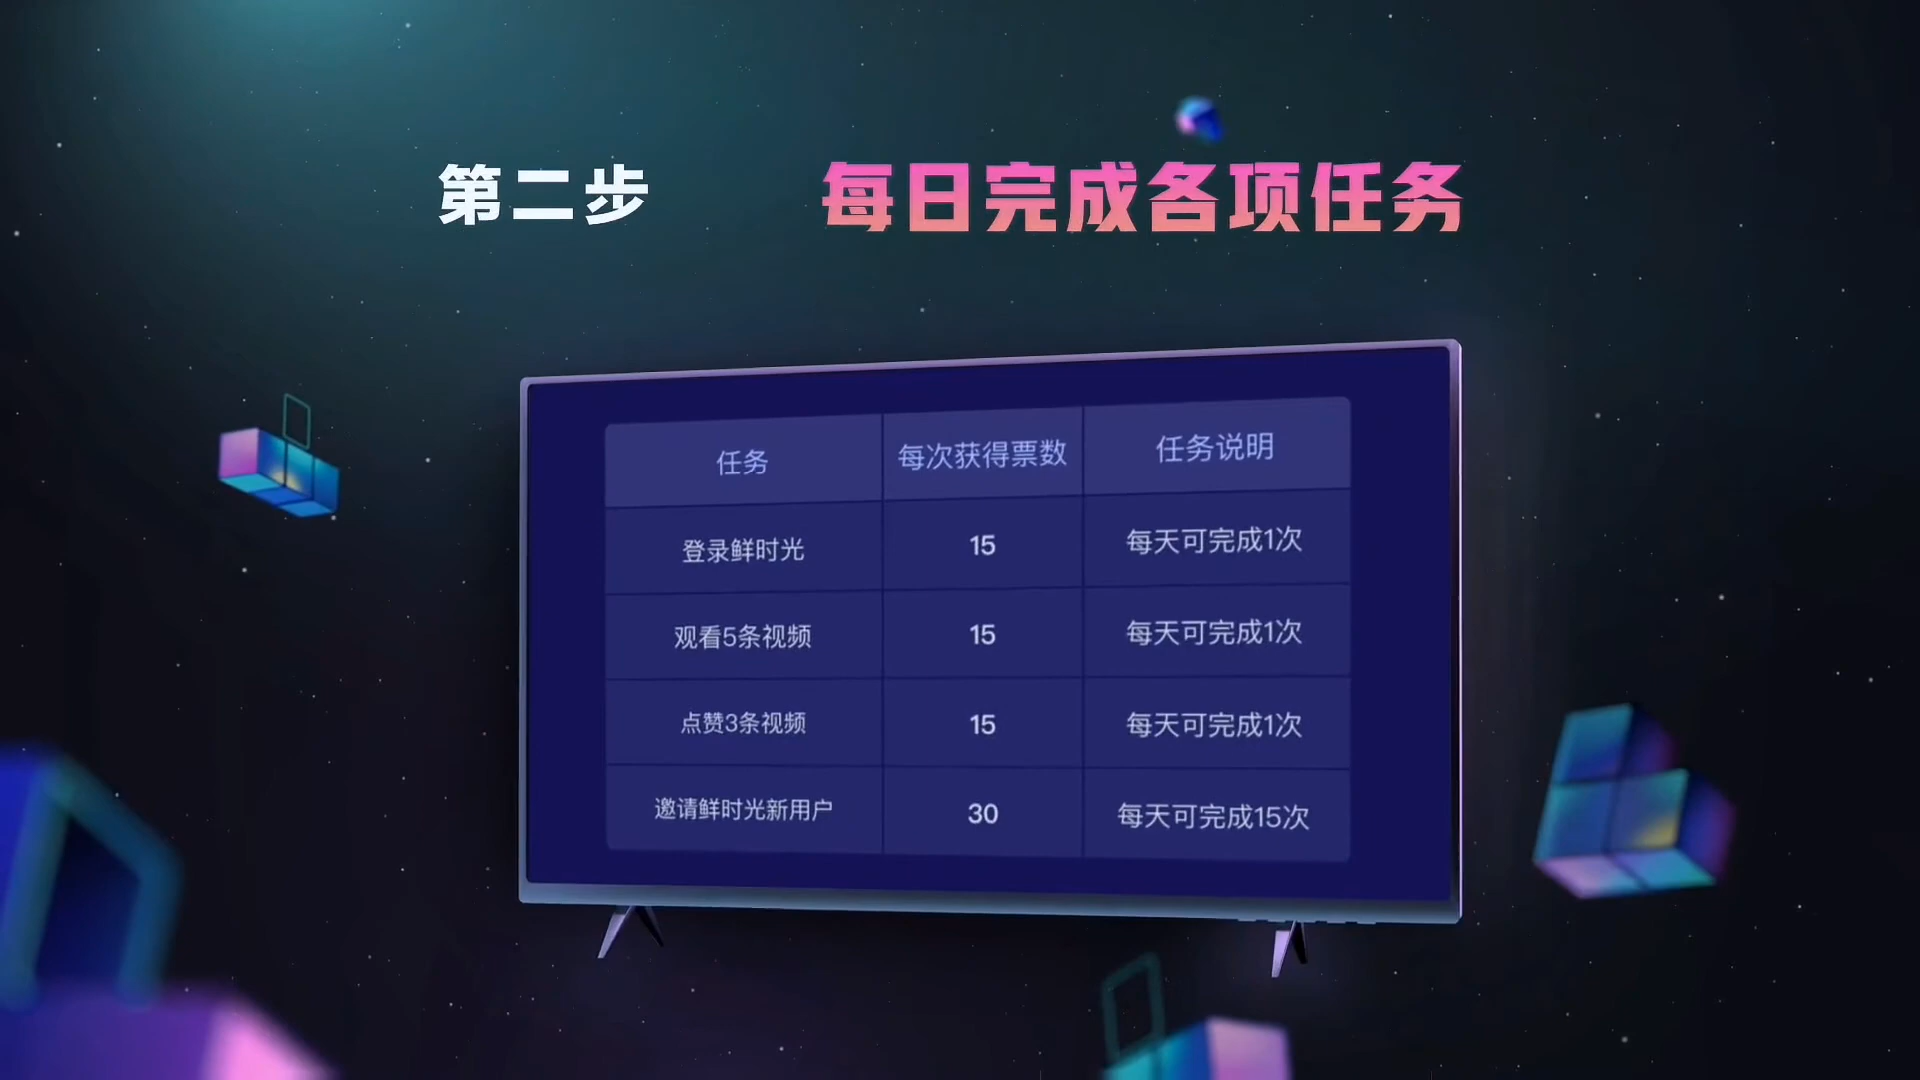 第二步 每日完成各项任务
任务 每次获得票数 任务说明
登录鲜时光 15 每天可完成1次
观看5条视频 15 每天可完成1次
点赞3条视频 15 每天可完成1次
邀请鲜时光新用户 30 每天可完成15次